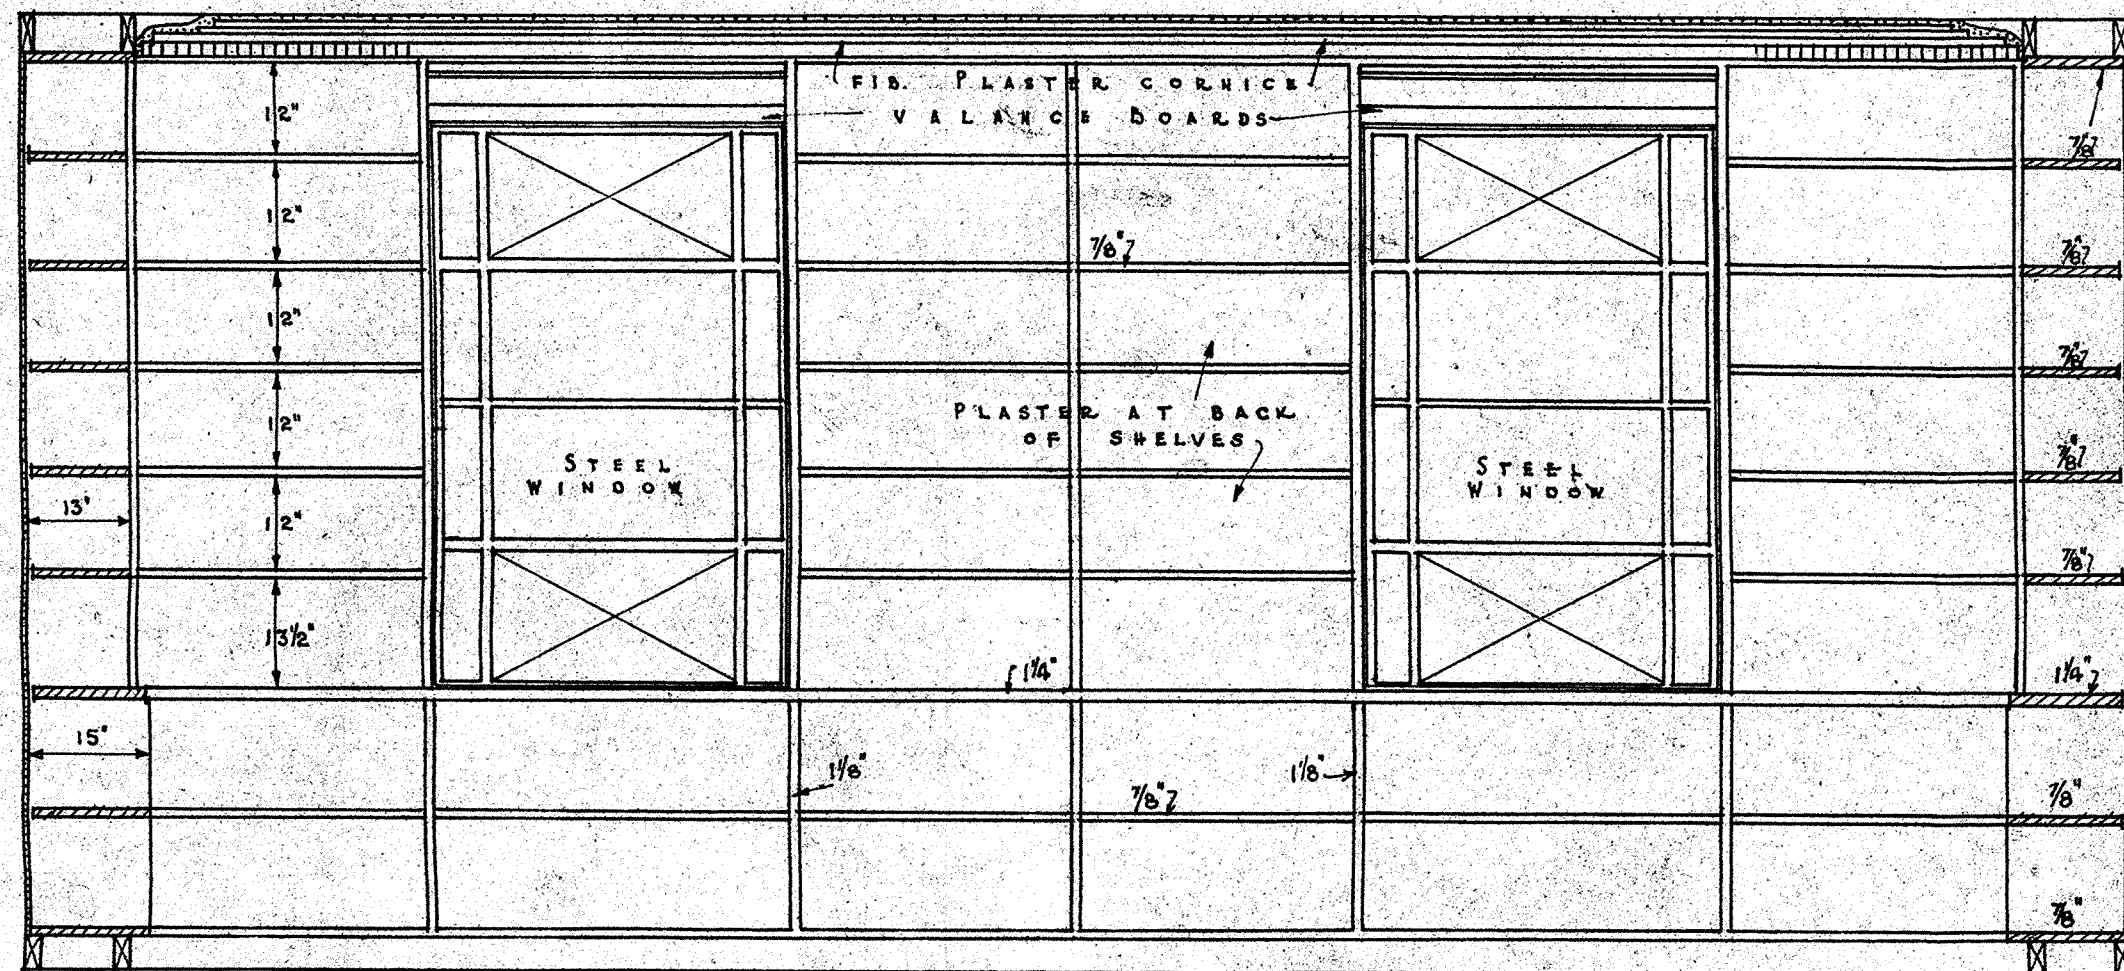 FIB. PLASTER CORNICE
VALANCE BOARDS
12"
7/8"
12"
7/8"
7/8"
12"
7/8"
12"
PLASTER AT BACK
OF SHELVES
STEEL
WINDOW
STEEL
WINDOW
7/8"
13"
12"
7/8"
13½"
1¼"
1¼"
15"
1⅛"
1⅛"
7/8"
7/8"
7/8"